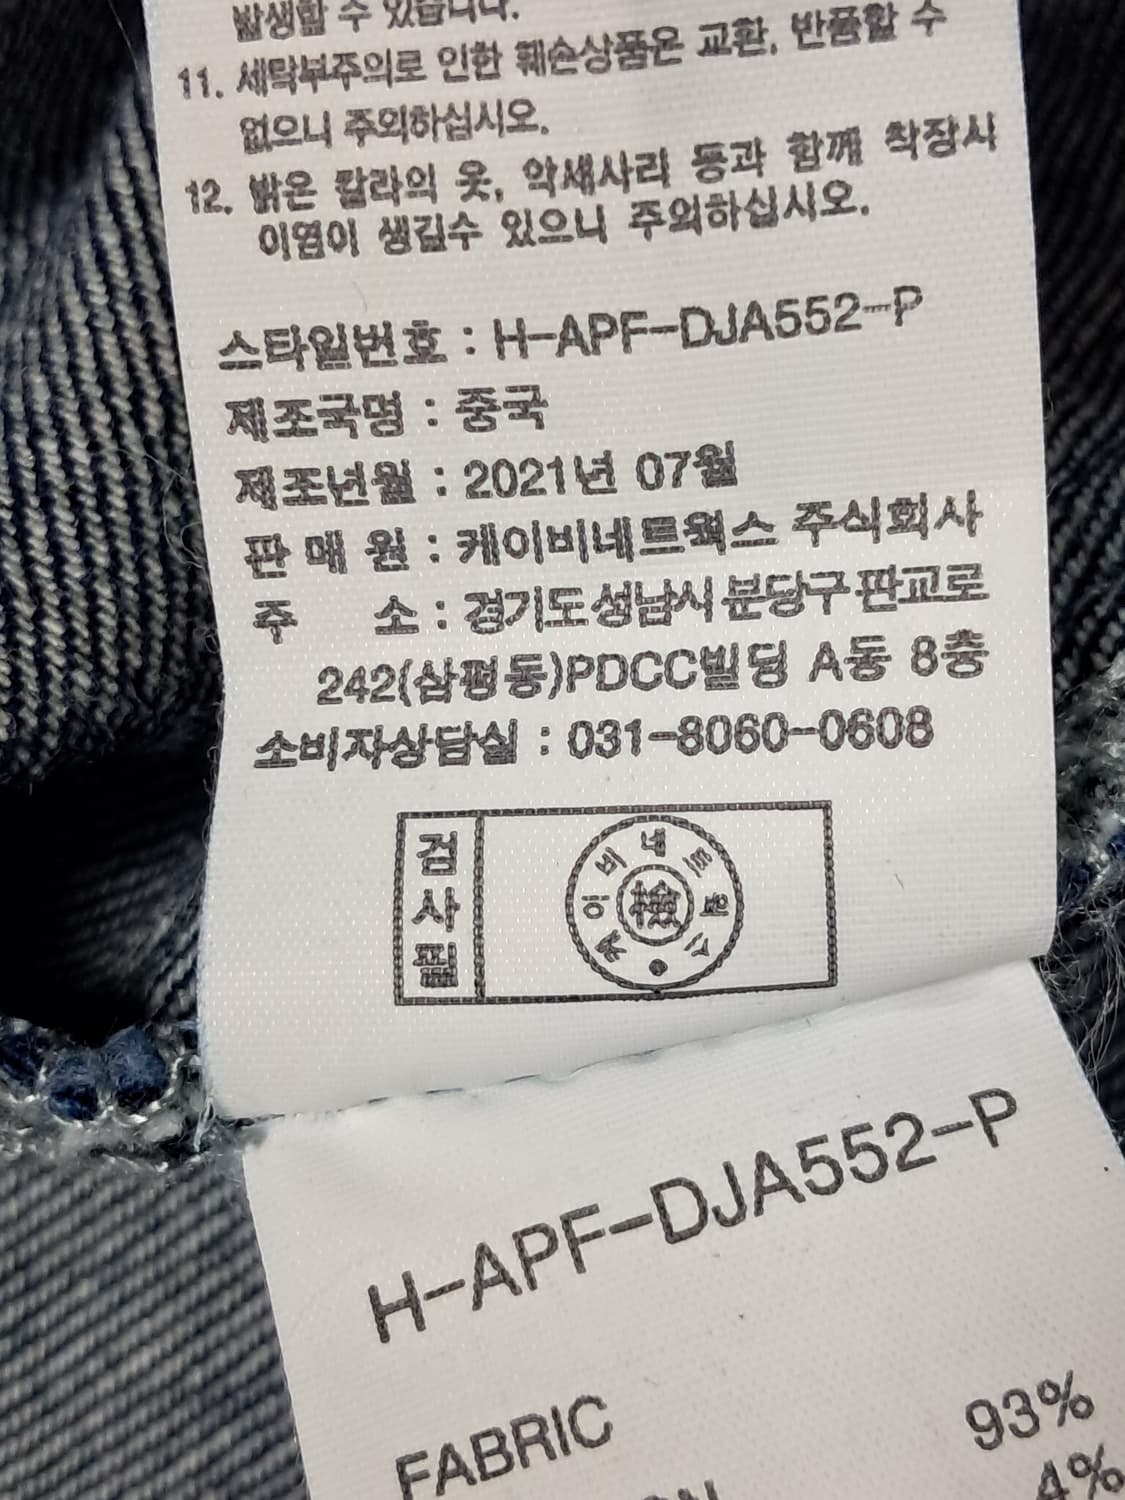 발생할 수 있습니다.
11. 세탁부주의로 인한 훼손상품은 교환, 반품할 수
없으니 주의하십시오.
12. 밝은 칼라의 옷, 악세사리 등과 함께 착장시
이염이 생길수 있으니 주의하십시오.
스타일번호 : H-APF-DJA552-P
제조국명 : 중국
제조년월 : 2021년 07월
판 매 원 : 케이비네트웍스 주식회사
주 소 : 경기도성남시 분당구판교로
242(삼평동)PDCC빌딩 A동 8층
소비자상담실 : 031-8060-0608
검사필
케이비네트웍스
檢
H-APF-DJA552-P
FABRIC 93%
4%